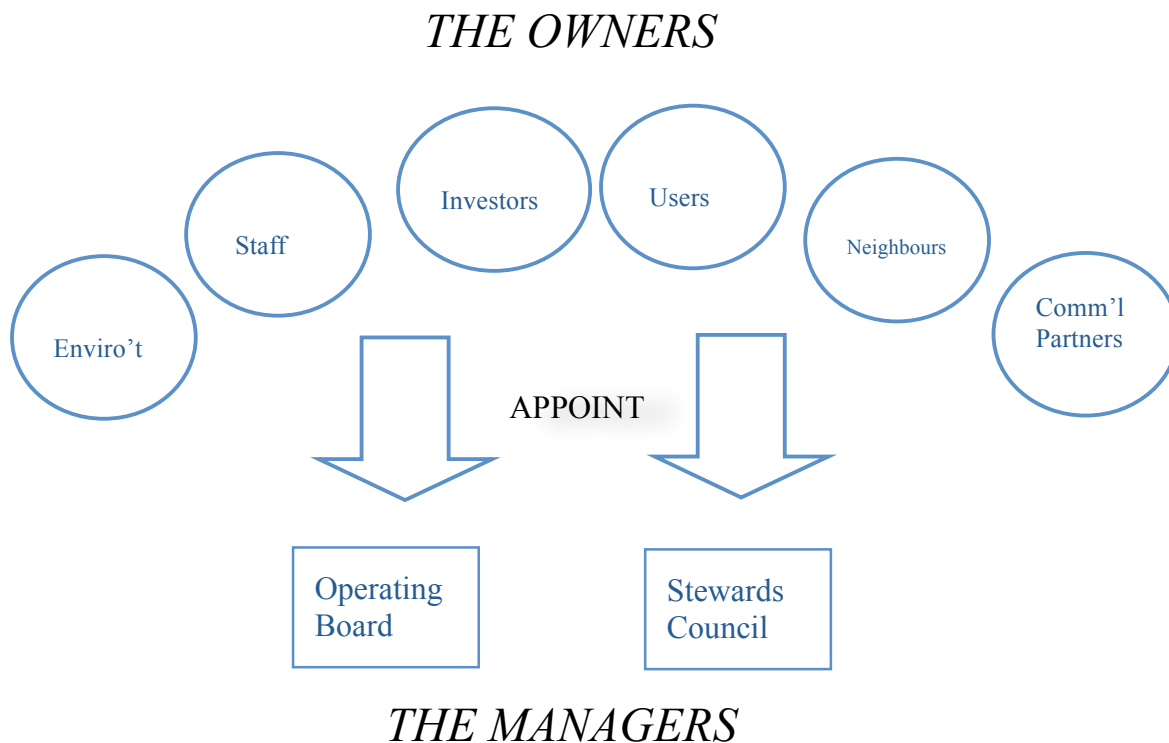 THE OWNERS
Investors
Users
Staff
Neighbours
Enviro't
Comm'l
Partners
APPOINT
Operating
Board
Stewards
Council
THE MANAGERS